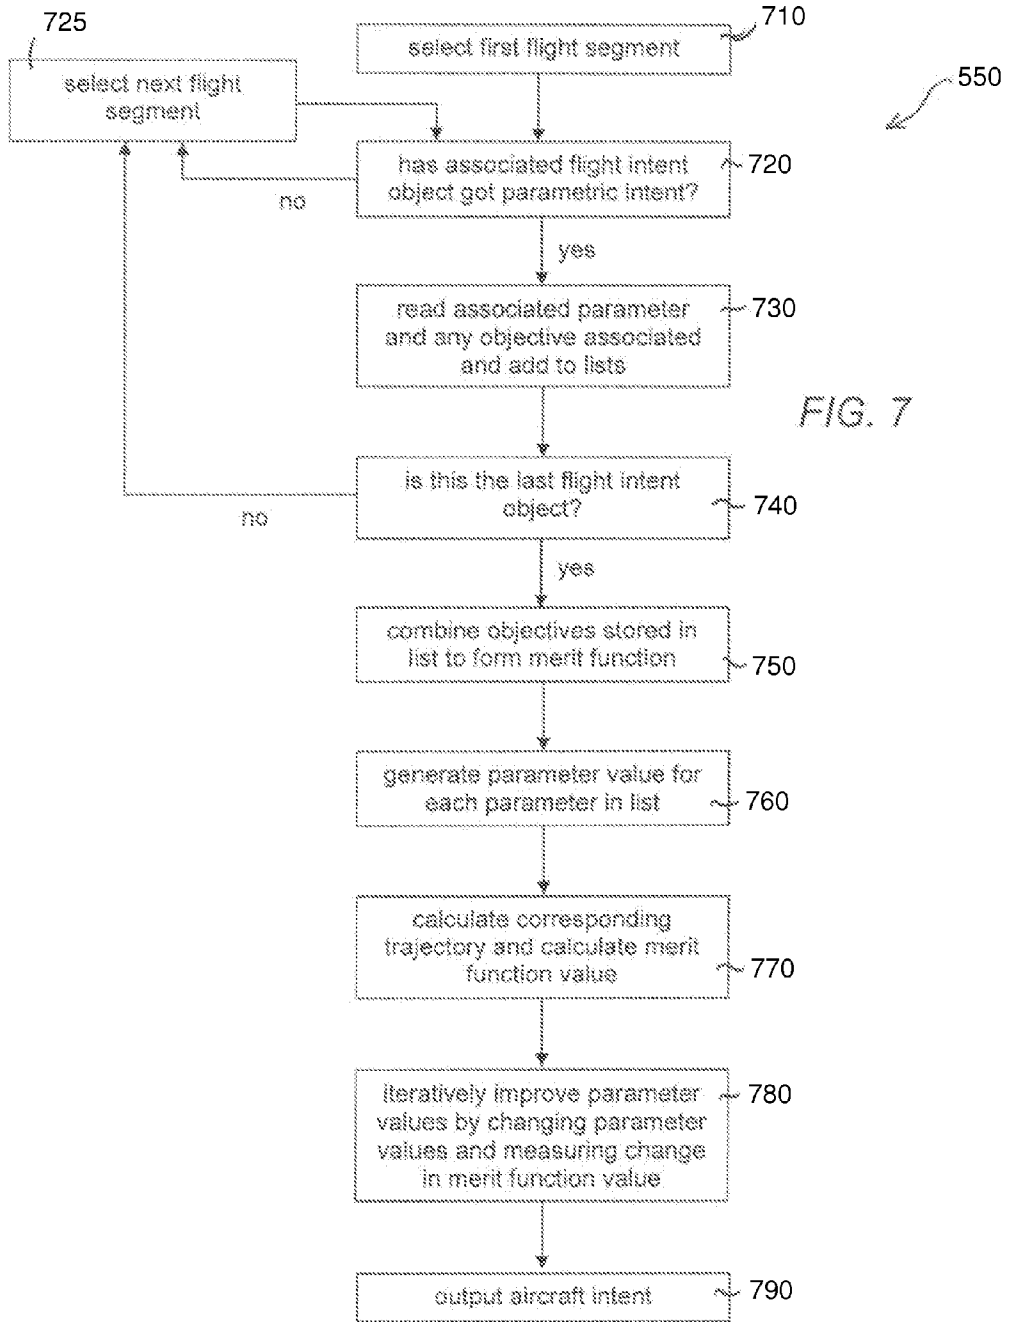 710
select first flight segment
725
select next flight
segment
550
has associated flight intent
object got parametric intent?
720
no
yes
read associated parameter
and any objective associated
and add to lists
730
FIG. 7
is this the last flight intent
object?
740
no
yes
combine objectives stored in
list to form merit function
750
generate parameter value for
each parameter in list
760
calculate corresponding
trajectory and calculate merit
function value
770
iteratively improve parameter
values by changing parameter
values and measuring change
in merit function value
780
output aircraft intent
790